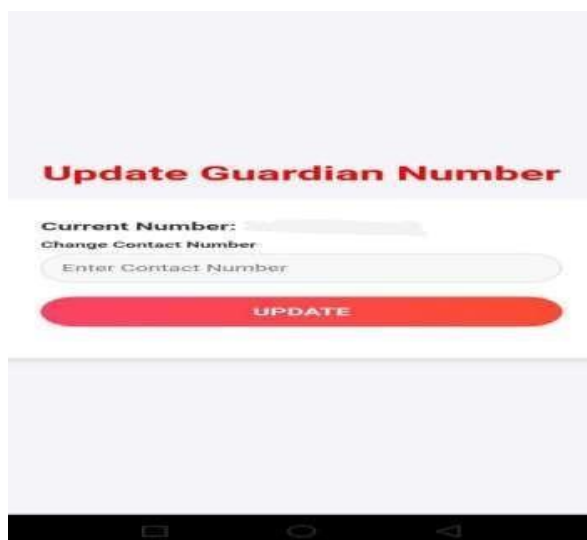 Update Guardian Number
Current Number:
Change Contact Number
Enter Contact Number
UPDATE